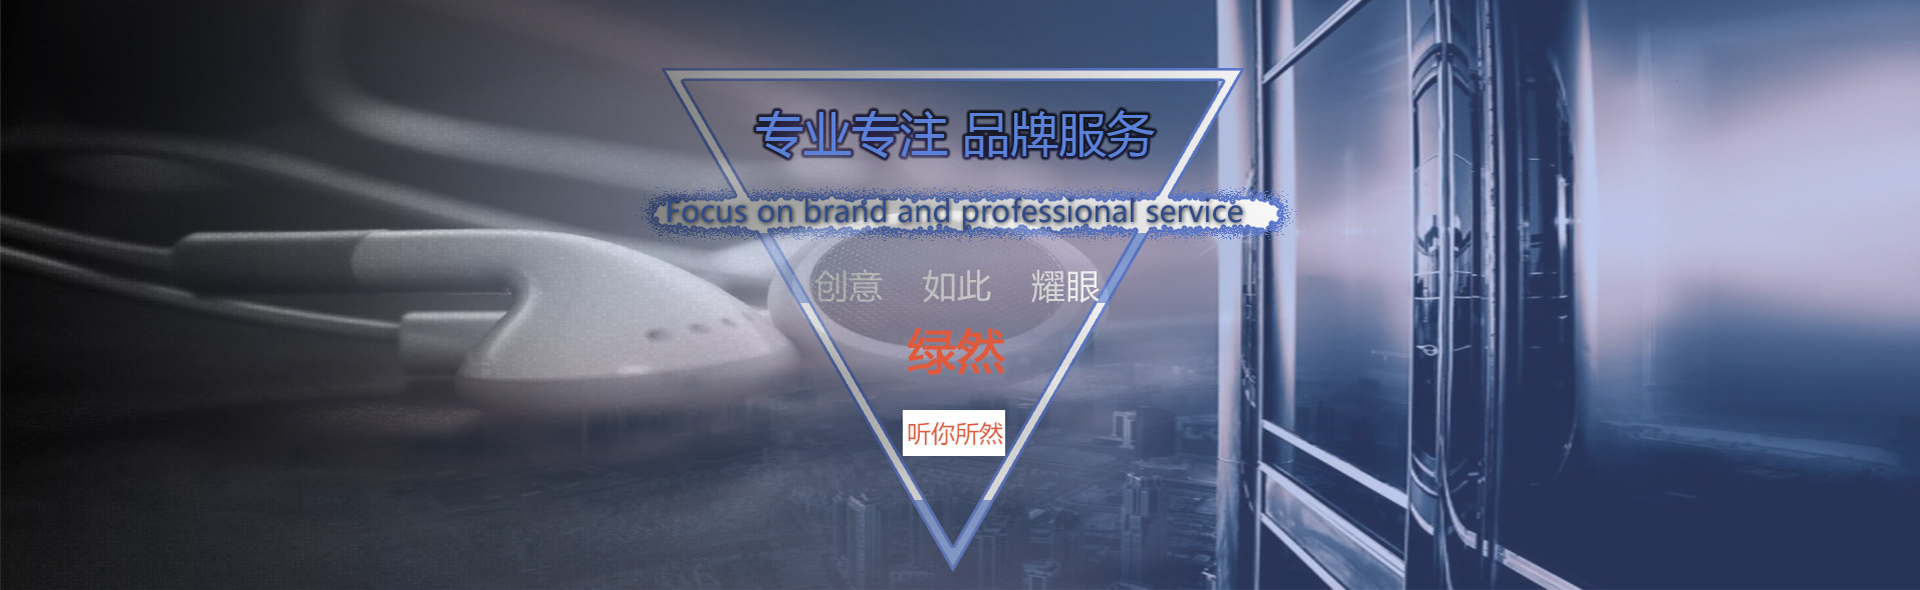 专业专注 品牌服务
Focus on brand and professional service
创意 如此 耀眼
绿然
听你所然